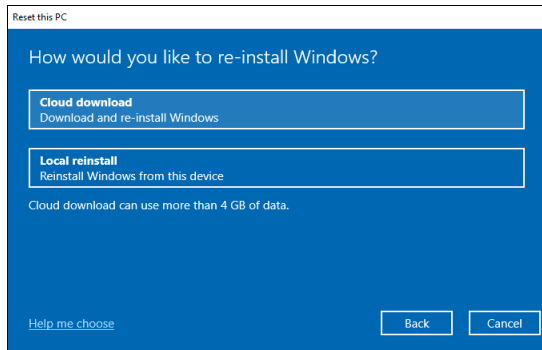 Reset this PC
How would you like to re-install Windows?
Cloud download
Download and re-install Windows
Local reinstall
Reinstall Windows from this device
Cloud download can use more than 4 GB of data.
Help me choose
Back
Cancel